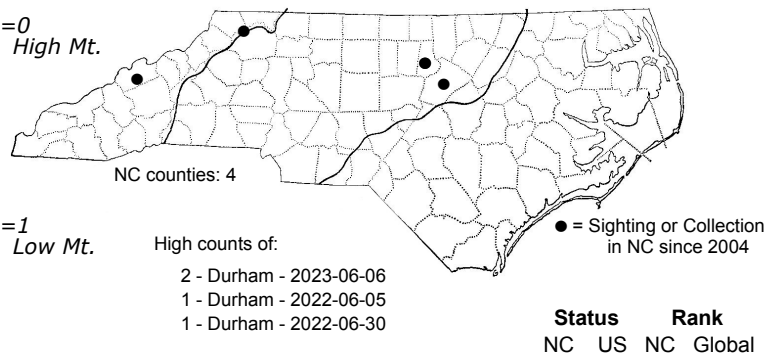 =0
High Mt.
NC counties: 4
=1
Low Mt.
High counts of:
2 - Durham - 2023-06-06
1 - Durham - 2022-06-05
1 - Durham - 2022-06-30
● = Sighting or Collection
in NC since 2004
Status Rank
NC US NC Global